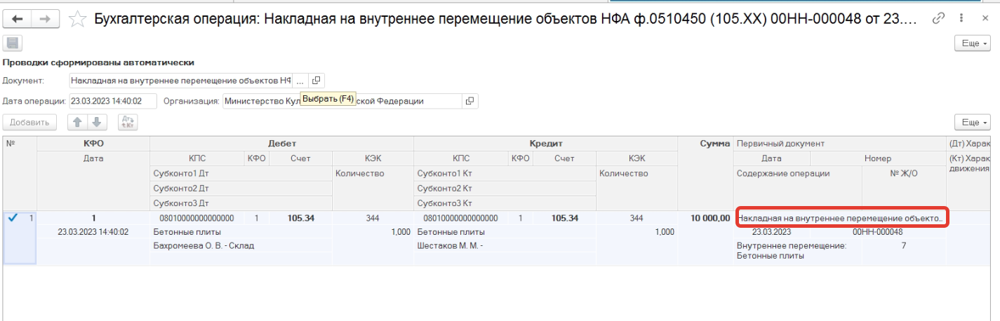 Бухгалтерская операция: Накладная на внутреннее перемещение объектов НФА ф.0510450 (105.XX) 00НН-000048 от 23....
Еще
Проводки сформированы автоматически
Документ: Накладная на внутреннее перемещение объектов НФ ...
Дата операции: 23.03.2023 14:40:02 Организация: Министерство Кул Выбрать (F4) ской Федерации
Добавить Дт Кт Еще
№ КФО Дебет Кредит Сумма Первичный документ (Дт) Харак
Дата КПС КФО Счет КЭК КПС КФО Счет КЭК Дата Номер (Кт) Харак
движения
Субконто1 Дт Количество Субконто1 Кт Количество Содержание операции № Ж/О
Субконто2 Дт Субконто2 Кт
Субконто3 Дт Субконто3 Кт
1 1 08010000000000000 1 105.34 344 08010000000000000 1 105.34 344 10 000,00 Накладная на внутреннее перемещение объекто...
23.03.2023 14:40:02 Бетонные плиты 1,000 Бетонные плиты 1,000 23.03.2023 00НН-000048
Бахромеева О. В. - Склад Шестаков М. М. - Внутреннее перемещение: 7
Бетонные плиты